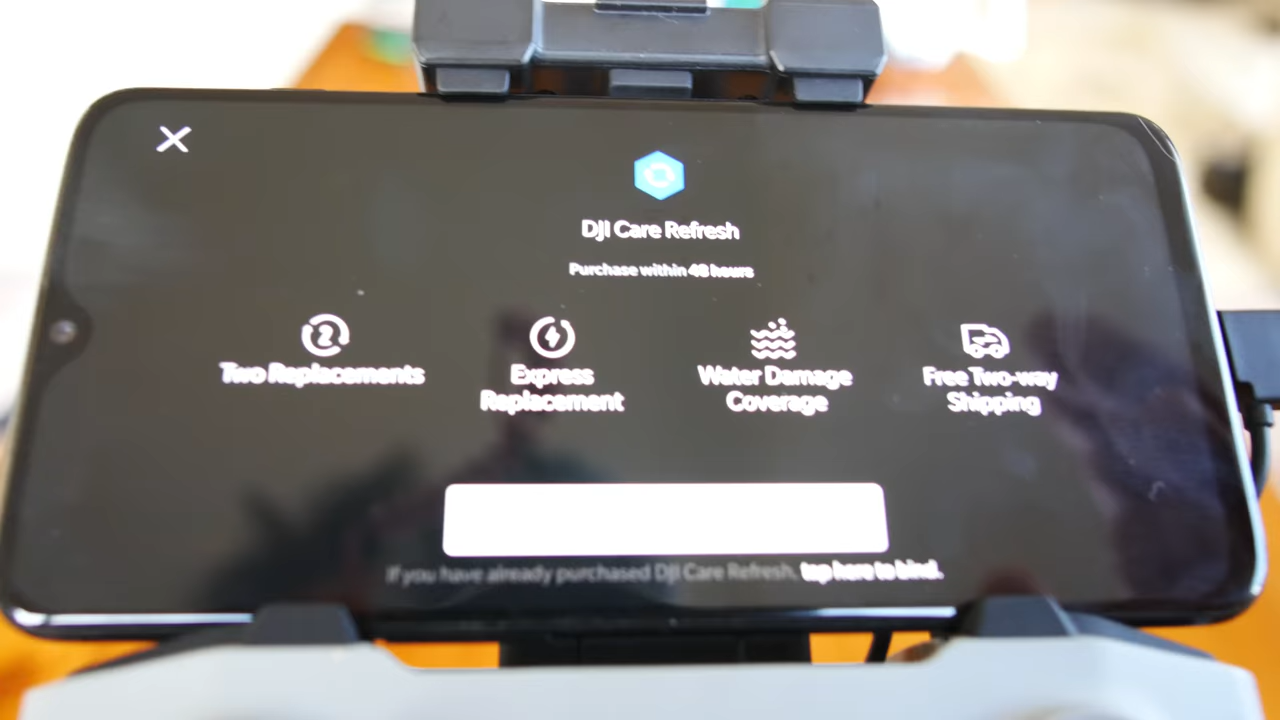 DJI Care Refresh
Purchase within 48 hours
2
Two Replacements
Express
Replacement
Water Damage
Coverage
Free Two-way
Shipping
If you have already purchased DJI Care Refresh, tap here to bind.